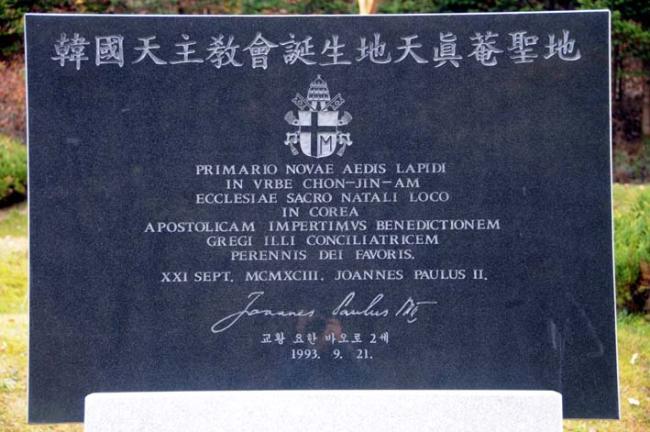 韓國天主敎會誕生地天眞菴聖地
M
PRIMARIO NOVAE AEDIS LAPIDI
IN VRBE CHON-JIN-AM
ECCLESIAE SACRO NATALI LOCO
IN COREA
APOSTOLICAM IMPERTIMVS BENEDICTIONEM
GREGI ILLI CONCILIATRICEM
PERENNIS DEI FAVORIS.
XXI SEPT. MCMXCIII. JOANNES PAULUS II.
Joannes Paulus PP. II
교황 요한 바오로 2세
1993. 9. 21.